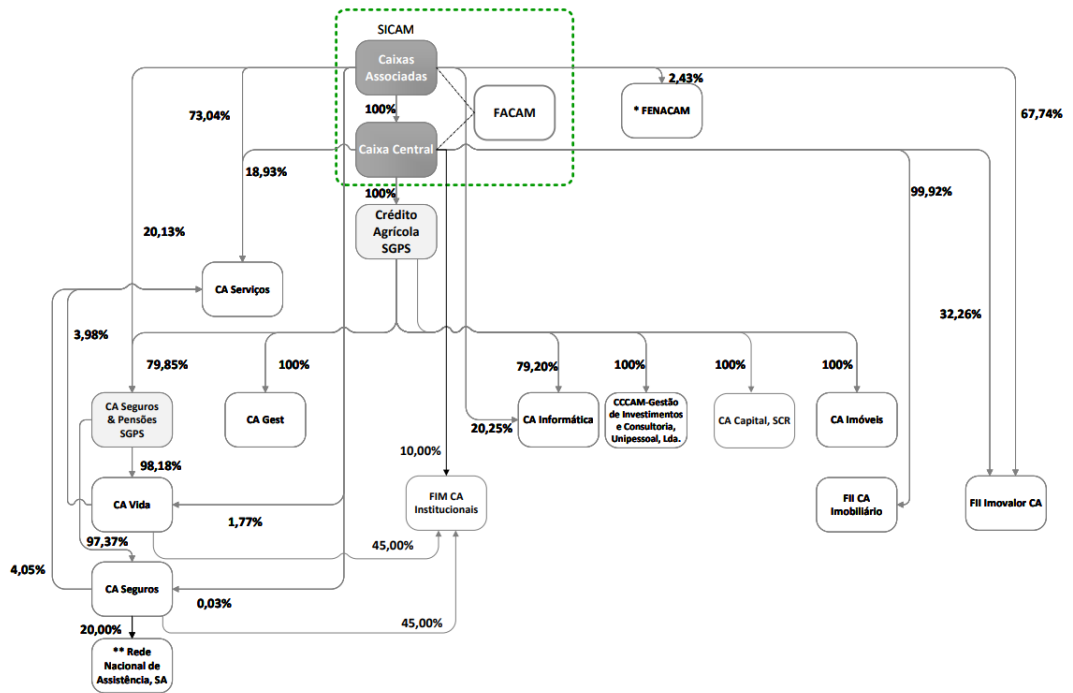 SICAM
Caixas
Associadas
2,43%
100%
FACAM
* FENACAM
73,04%
67,74%
Caixa Central
18,93%
100%
99,92%
Crédito
Agrícola
SGPS
20,13%
CA Serviços
32,26%
3,98%
79,85%
100%
79,20%
100%
100%
100%
CA Seguros
& Pensões
SGPS
CA Gest
CA Informática
CCCAM-Gestão
de Investimentos
e Consultoria,
Unipessoal, Lda.
CA Capital, SCR
CA Imóveis
20,25%
10,00%
98,18%
CA Vida
FIM CA
Institucionais
FII CA
Imobiliário
FII Imovalor CA
1,77%
97,37%
45,00%
4,05%
CA Seguros
0,03%
20,00%
45,00%
** Rede
Nacional de
Assistência, SA